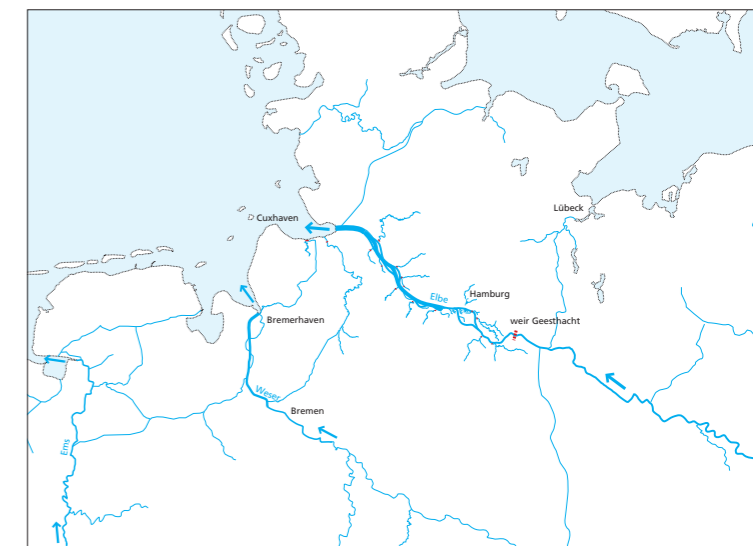 Lübeck
Cuxhaven
Elbe
Hamburg
weir Geesthacht
Bremerhaven
Weser
Bremen
Ems